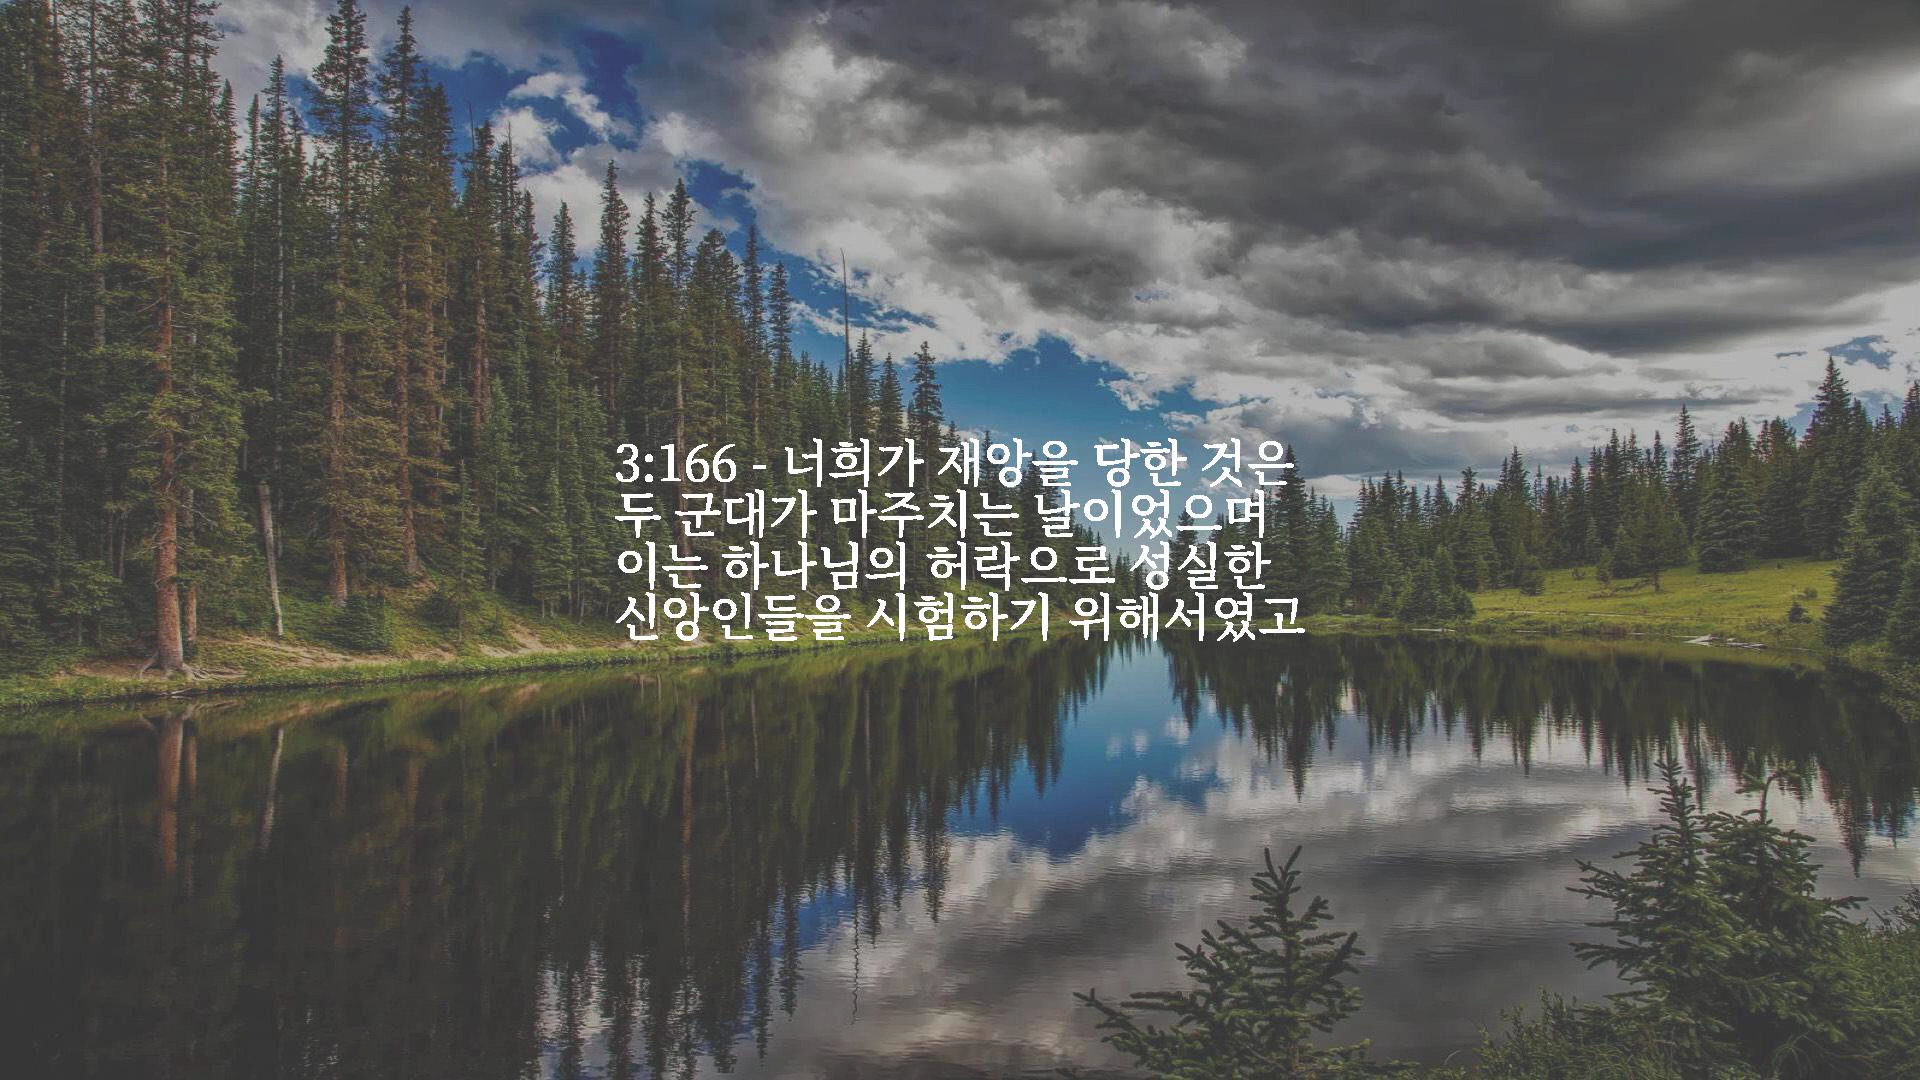 3:166 - 너희가 재앙을 당한 것은
두 군대가 마주치는 날이었으며
이는 하나님의 허락으로 성실한
신앙인들을 시험하기 위해서였고